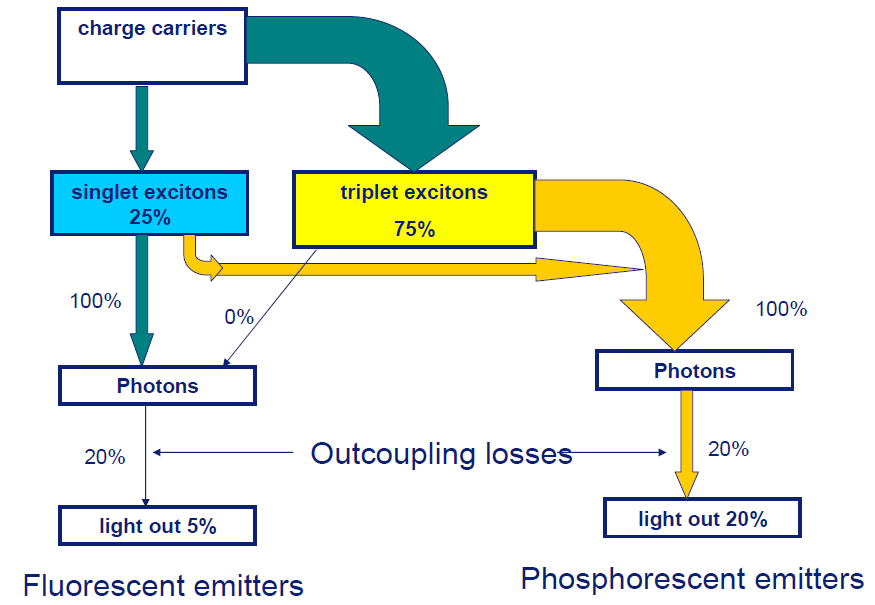 charge carriers
singlet excitons
25%
triplet excitons
75%
100%
0%
100%
Photons
Photons
20%
Outcoupling losses
20%
light out 5%
light out 20%
Fluorescent emitters
Phosphorescent emitters